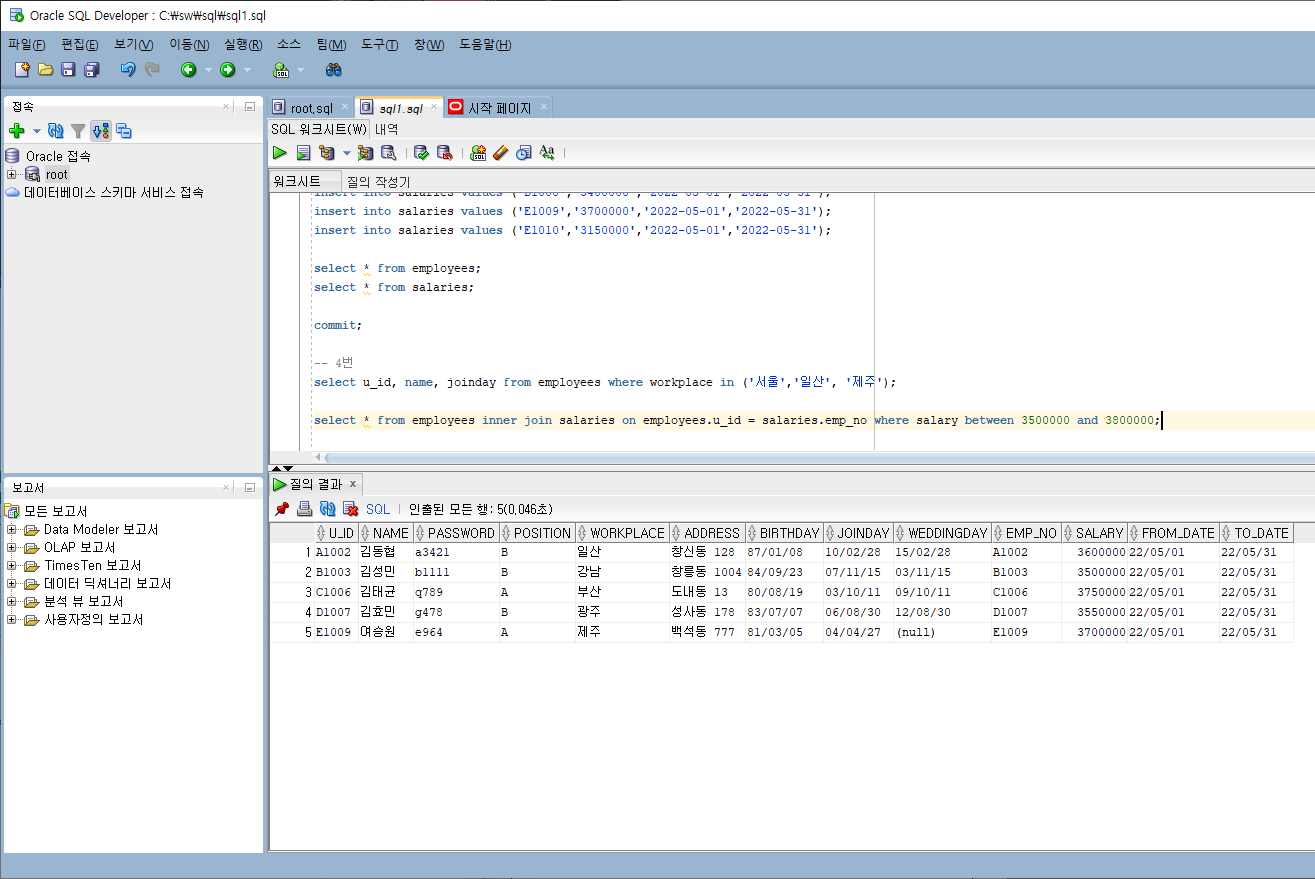 Oracle SQL Developer : C:₩sw₩sql₩sql1.sql
파일(F) 편집(E) 보기(V) 이동(N) 실행(R) 소스 팀(M) 도구(T) 창(W) 도움말(H)
접속
Oracle 접속
root
데이터베이스 스키마 서비스 접속
보고서
모든 보고서
Data Modeler 보고서
OLAP 보고서
TimesTen 보고서
데이터 딕셔너리 보고서
분석 뷰 보고서
사용자정의 보고서
root.sql sql1.sql 시작 페이지
SQL 워크시트(W) 내역
워크시트 질의 작성기
insert into salaries values ('D1008','3400000','2022-05-01','2022-05-31');
insert into salaries values ('E1009','3700000','2022-05-01','2022-05-31');
insert into salaries values ('E1010','3150000','2022-05-01','2022-05-31');
select * from employees;
select * from salaries;
commit;
-- 4번
select u_id, name, joinday from employees where workplace in ('서울','일산', '제주');
select * from employees inner join salaries on employees.u_id = salaries.emp_no where salary between 3500000 and 3800000;
질의 결과
SQL 인출된 모든 행: 5(0,046초)
U_ID NAME PASSWORD POSITION WORKPLACE ADDRESS BIRTHDAY JOINDAY WEDDINGDAY EMP_NO SALARY FROM_DATE TO_DATE
1 A1002 김동협 a3421 B 일산 창신동 128 87/01/08 10/02/28 15/02/28 A1002 3600000 22/05/01 22/05/31
2 B1003 김성민 b1111 B 강남 창릉동 1004 84/09/23 07/11/15 03/11/15 B1003 3500000 22/05/01 22/05/31
3 C1006 김태균 q789 A 부산 도내동 13 80/08/19 03/10/11 09/10/11 C1006 3750000 22/05/01 22/05/31
4 D1007 김효민 g478 B 광주 성사동 178 83/07/07 06/08/30 12/08/30 D1007 3550000 22/05/01 22/05/31
5 E1009 여승원 e964 A 제주 백석동 777 81/03/05 04/04/27 (null) E1009 3700000 22/05/01 22/05/31